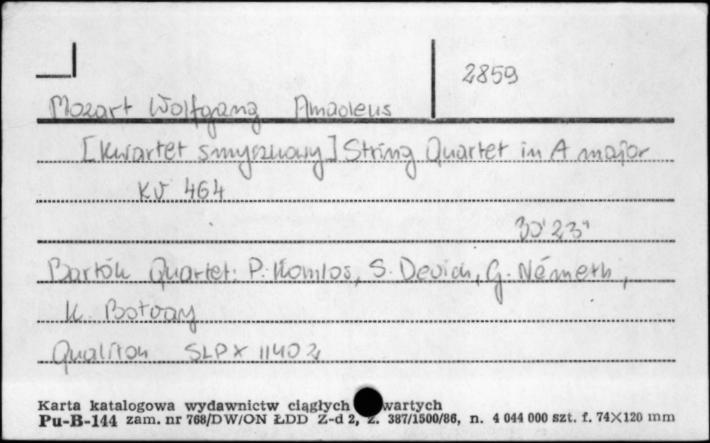 2859
Mozart Wolfgang Amadeus
[Kwartet smyczkowy] String Quartet in A major
KV 464
30'23"
Bartók Quartet: P. Komlos, S. Devich, G. Németh,
K. Botvay
Qualiton SLPX 11402
Karta katalogowa wydawnictw ciągłych wartych
Pu-B-144 zam. nr 768/DW/ON ŁDD Z-d 2, z. 387/1500/86, n. 4 044 000 szt. f. 74X120 mm